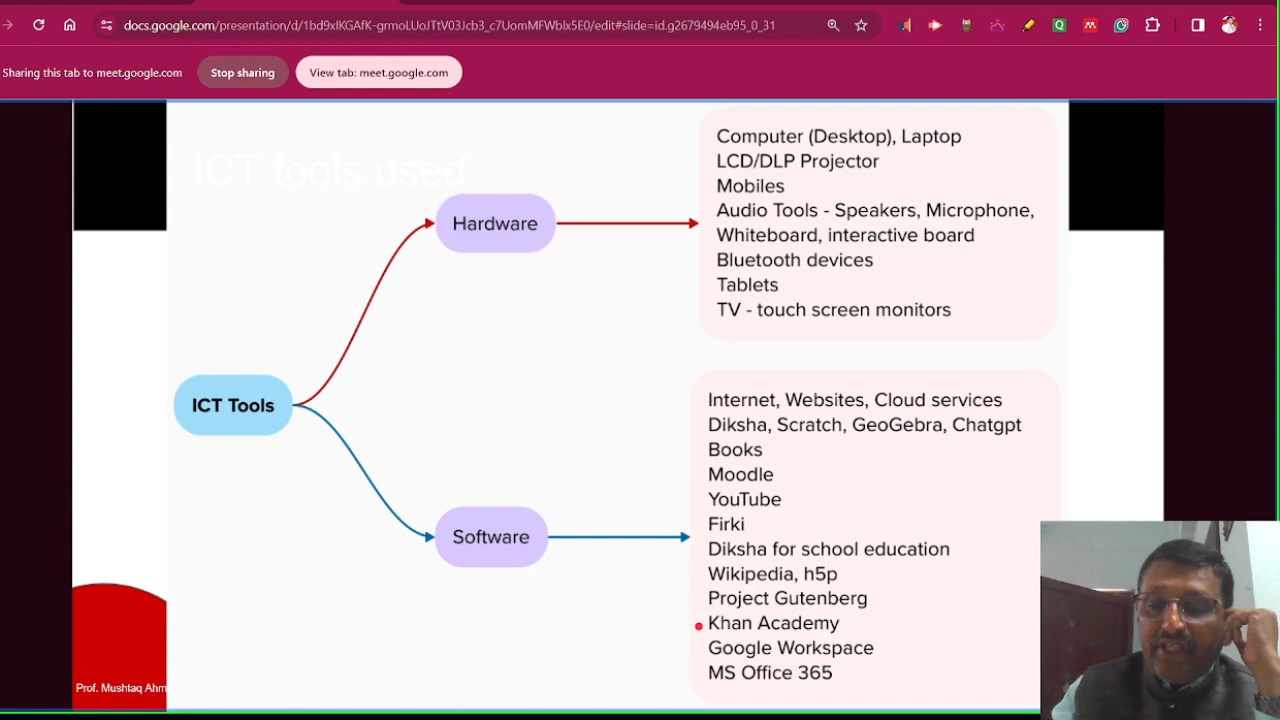 docs.google.com/presentation/d/1bd9xIKGAfK-grmoLUoJTtV03Jcb3_c7UomMFWblx5E0/edit#slide=id.g2679494eb95_0_31
Sharing this tab to meet.google.com
Stop sharing
View tab: meet.google.com
ICT tools used
ICT Tools
Hardware
Computer (Desktop), Laptop
LCD/DLP Projector
Mobiles
Audio Tools - Speakers, Microphone,
Whiteboard, interactive board
Bluetooth devices
Tablets
TV - touch screen monitors
Software
Internet, Websites, Cloud services
Diksha, Scratch, GeoGebra, Chatgpt
Books
Moodle
YouTube
Firki
Diksha for school education
Wikipedia, h5p
Project Gutenberg
Khan Academy
Google Workspace
MS Office 365
Prof. Mushtaq Ahm